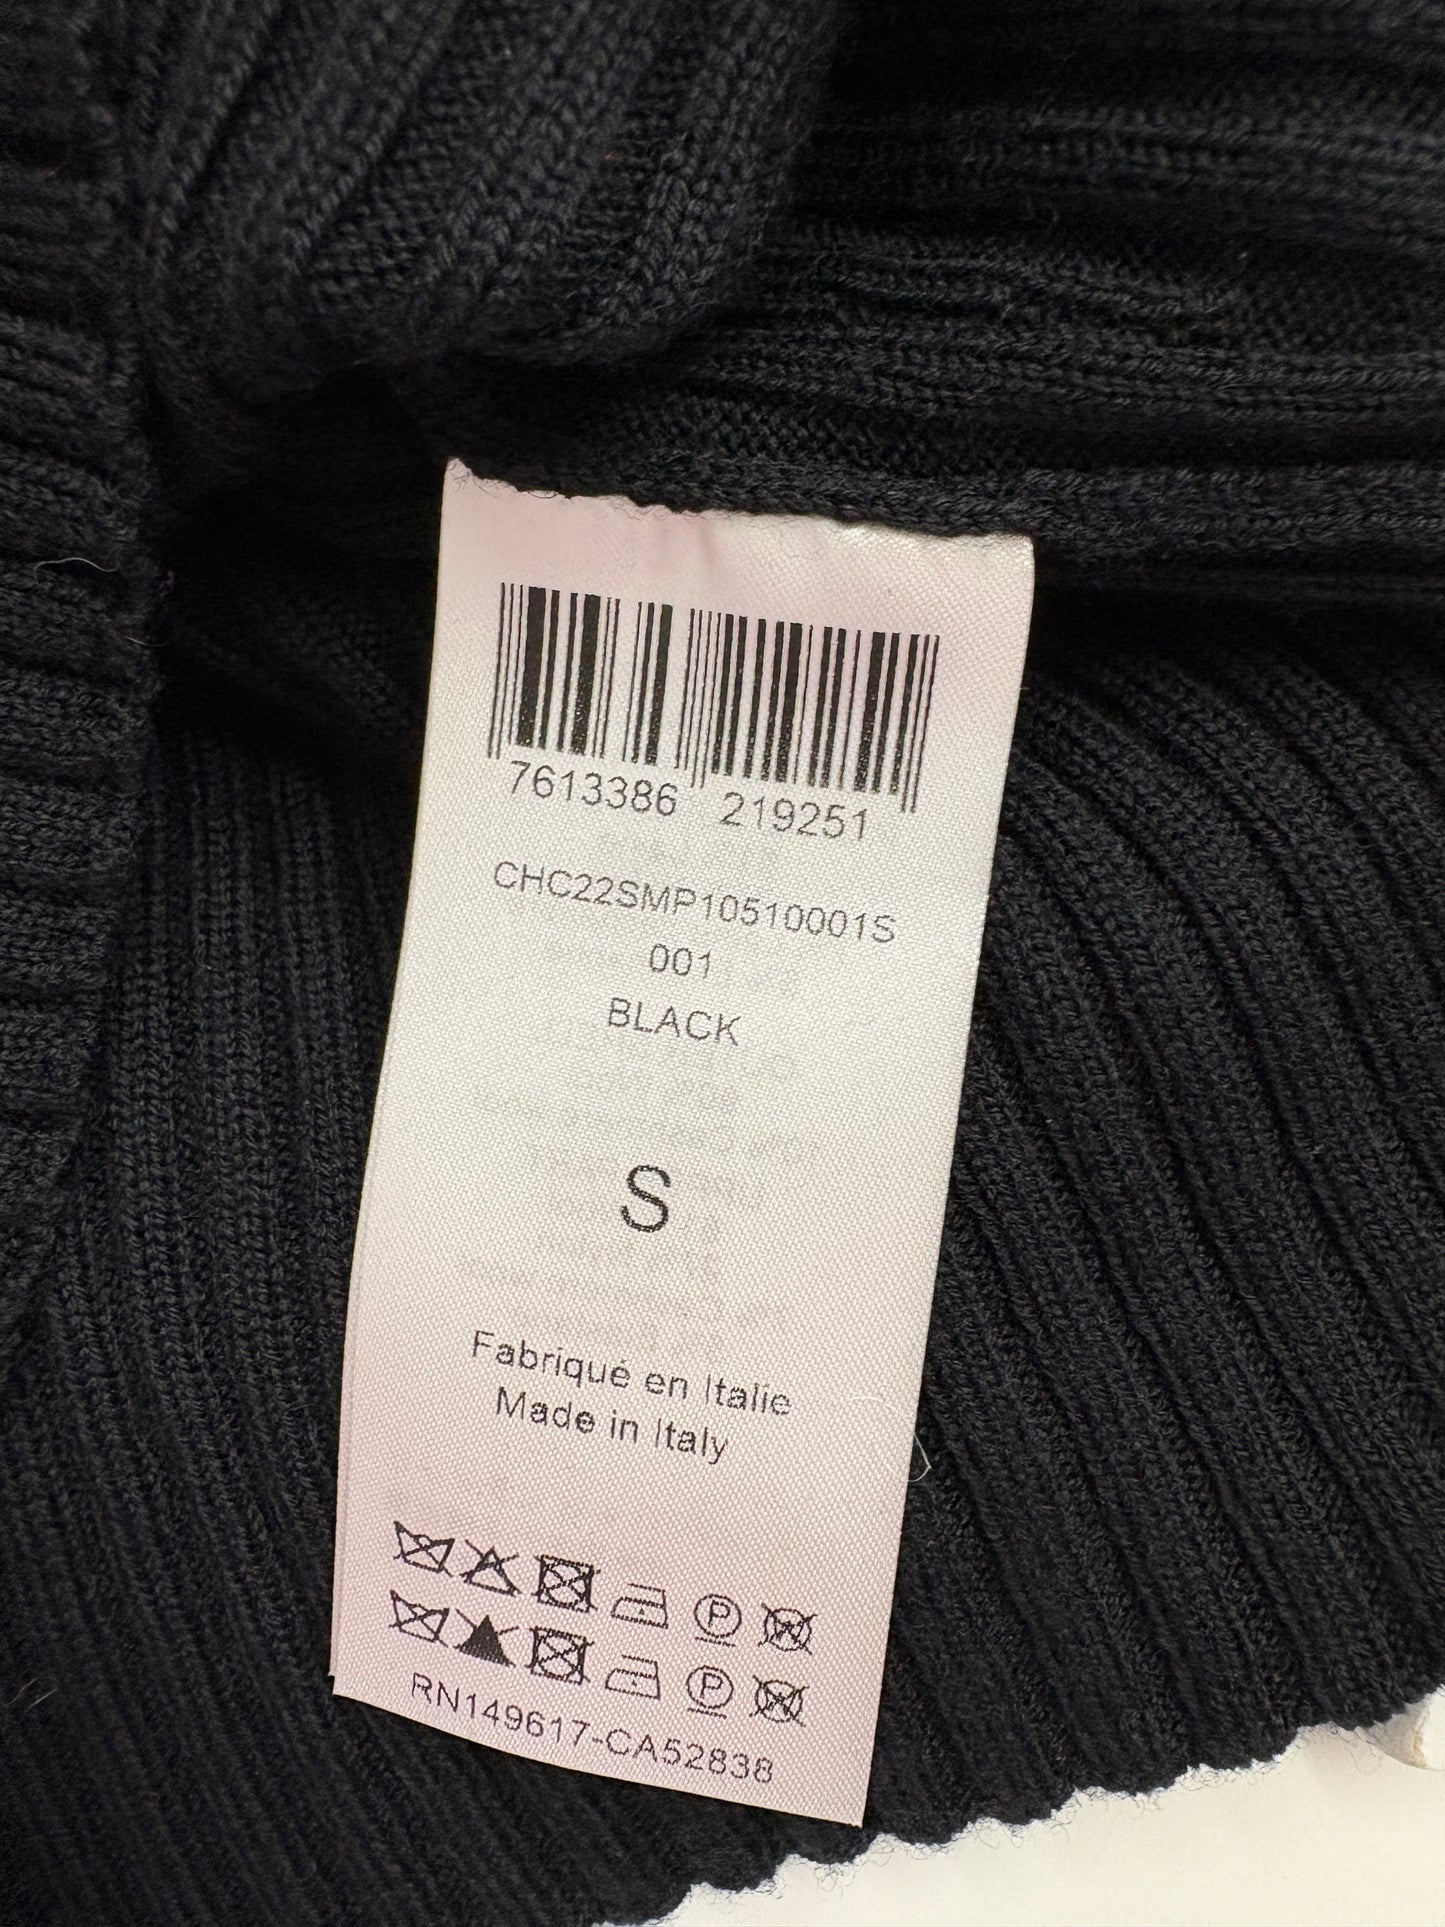 7613386 219251
CHC22SMP10510001S
001
BLACK
S
Fabriqué en Italie
Made in Italy
P W
P W
RN149617-CA52838